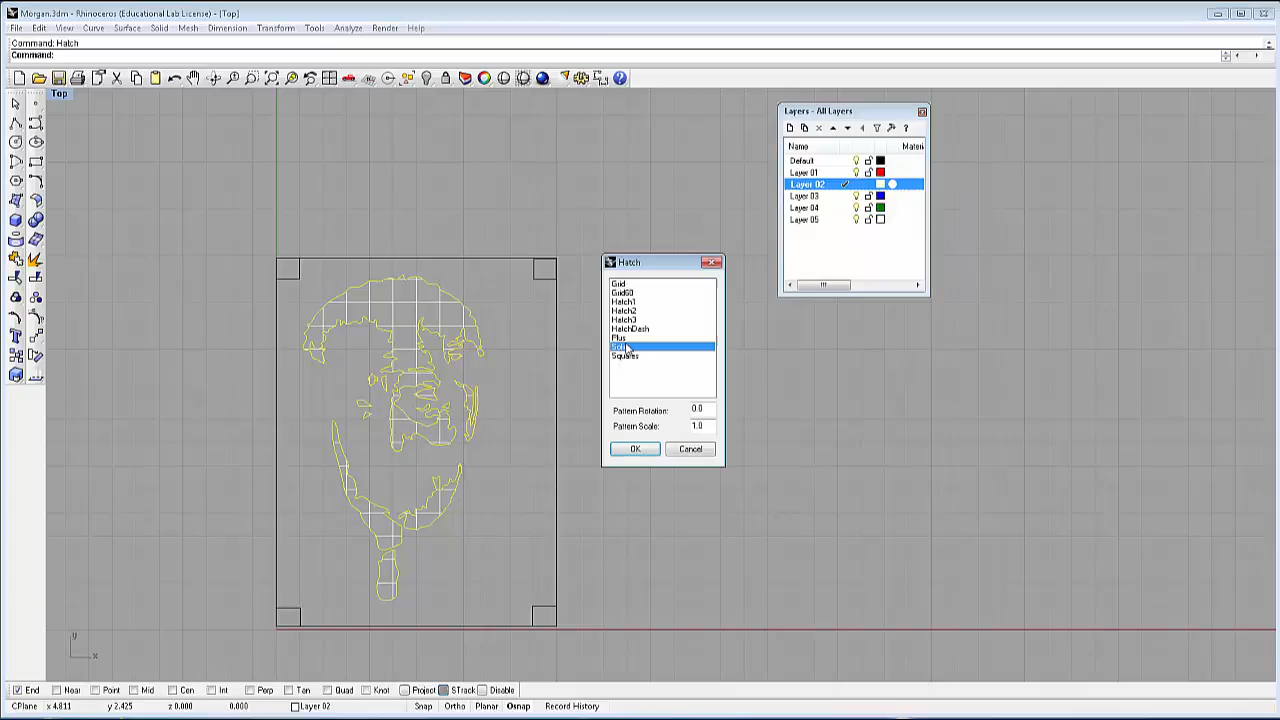 Morgan.3dm - Rhinoceros (Educational Lab License) - [Top]
File Edit View Curve Surface Solid Mesh Dimension Transform Tools Analyze Render Help
Command: Hatch
Command:
Top
Layers - All Layers
Name Materi
Default
Layer 01
Layer 02
Layer 03
Layer 04
Layer 05
Hatch
Grid
Grid60
Hatch1
Hatch2
Hatch3
HatchDash
Plus
Squares
Pattern Rotation: 0.0
Pattern Scale: 1.0
OK Cancel
y
x
End Near Point Mid Cen Int Perp Tan Quad Knot Project STrack Disable
CPlane x 4.811 y 2.425 z 0.000 0.000 Layer 02 Snap Ortho Planar Osnap Record History